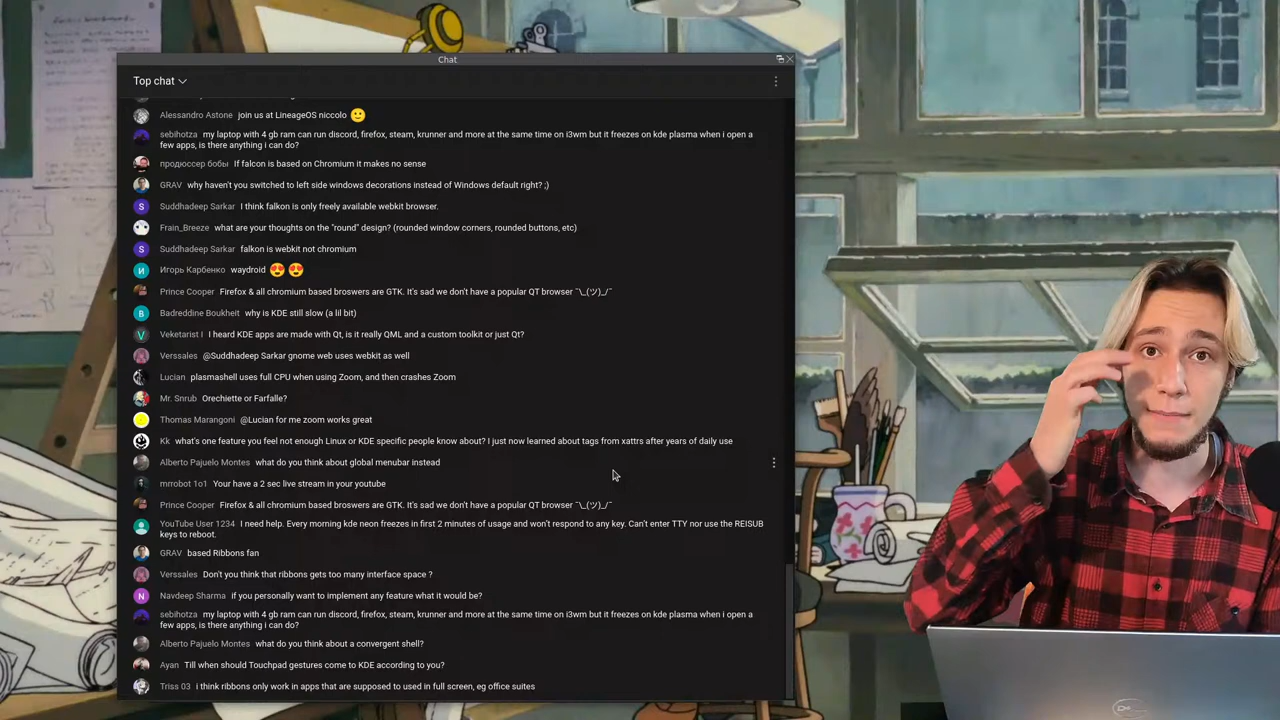 Chat
Top chat
Alessandro Astone join us at LineageOS niccolo 🙂
sebihotza my laptop with 4 gb ram can run discord, firefox, steam, krunner and more at the same time on i3wm but it freezes on kde plasma when i open a
few apps, is there anything i can do?
продюссер бобы If falcon is based on Chromium it makes no sense
GRAV why haven't you switched to left side windows decorations instead of Windows default right? ;)
S Suddhadeep Sarkar I think falkon is only freely available webkit browser.
Frain_Breeze what are your thoughts on the "round" design? (rounded window corners, rounded buttons, etc)
S Suddhadeep Sarkar falkon is webkit not chromium
И Игорь Карбенко waydroid 😍 😍
Prince Cooper Firefox & all chromium based broswers are GTK. It's sad we don't have a popular QT browser ¯\_(ツ)_/¯
B Badreddine Boukheit why is KDE still slow (a lil bit)
V Veketarist I I heard KDE apps are made with Qt, is it really QML and a custom toolkit or just Qt?
Verssales @Suddhadeep Sarkar gnome web uses webkit as well
Lucian plasmashell uses full CPU when using Zoom, and then crashes Zoom
Mr. Snrub Orechiette or Farfalle?
Thomas Marangoni @Lucian for me zoom works great
Kk what's one feature you feel not enough Linux or KDE specific people know about? I just now learned about tags from xattrs after years of daily use
Alberto Pajuelo Montes what do you think about global menubar instead
mrrobot 1o1 Your have a 2 sec live stream in your youtube
Prince Cooper Firefox & all chromium based broswers are GTK. It's sad we don't have a popular QT browser ¯\_(ツ)_/¯
YouTube User 1234 I need help. Every morning kde neon freezes in first 2 minutes of usage and won't respond to any key. Can't enter TTY nor use the REISUB
keys to reboot.
GRAV based Ribbons fan
Verssales Don't you think that ribbons gets too many interface space ?
N Navdeep Sharma if you personally want to implement any feature what it would be?
sebihotza my laptop with 4 gb ram can run discord, firefox, steam, krunner and more at the same time on i3wm but it freezes on kde plasma when i open a
few apps, is there anything i can do?
Alberto Pajuelo Montes what do you think about a convergent shell?
Ayan Till when should Touchpad gestures come to KDE according to you?
Triss 03 i think ribbons only work in apps that are supposed to used in full screen, eg office suites